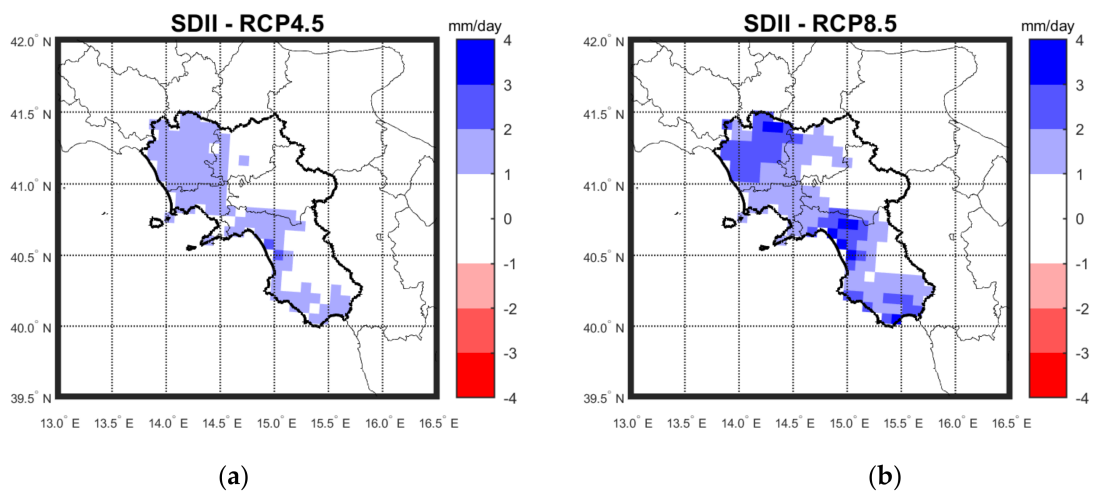 SDII - RCP4.5
mm/day
42.0° N
41.5° N
41.0° N
40.5° N
40.0° N
39.5° N
13.0° E 13.5° E 14.0° E 14.5° E 15.0° E 15.5° E 16.0° E 16.5° E
4
3
2
1
0
-1
-2
-3
-4
(a)
SDII - RCP8.5
mm/day
42.0° N
41.5° N
41.0° N
40.5° N
40.0° N
39.5° N
13.0° E 13.5° E 14.0° E 14.5° E 15.0° E 15.5° E 16.0° E 16.5° E
4
3
2
1
0
-1
-2
-3
-4
(b)